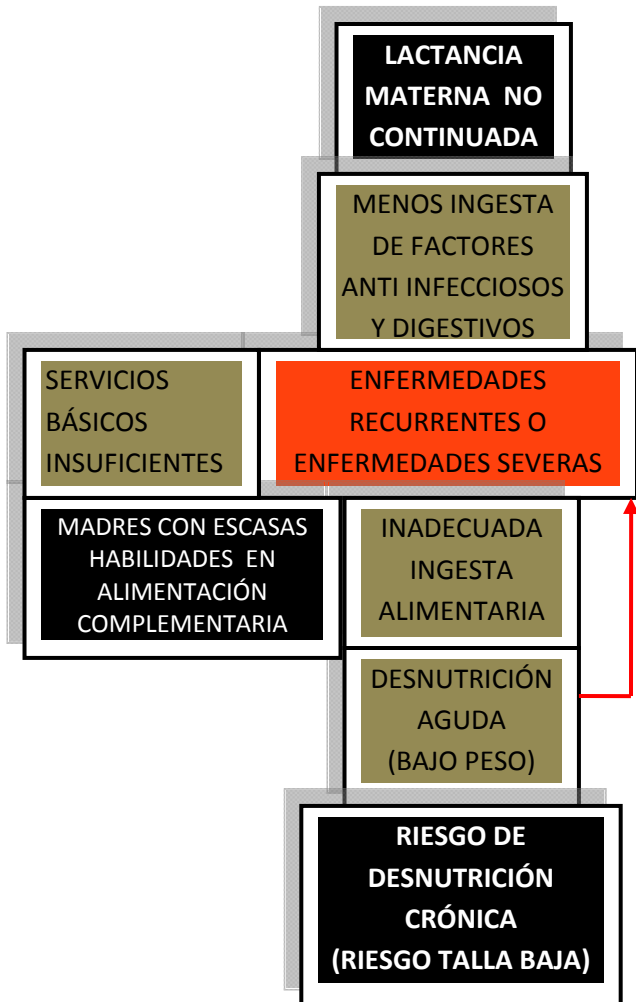 LACTANCIA
MATERNA NO
CONTINUADA
MENOS INGESTA
DE FACTORES
ANTI INFECCIOSOS
Y DIGESTIVOS
SERVICIOS
BÁSICOS
INSUFICIENTES
ENFERMEDADES
RECURRENTES O
ENFERMEDADES SEVERAS
MADRES CON ESCASAS
HABILIDADES EN
ALIMENTACIÓN
COMPLEMENTARIA
INADECUADA
INGESTA
ALIMENTARIA
DESNUTRICIÓN
AGUDA
(BAJO PESO)
RIESGO DE
DESNUTRICIÓN
CRÓNICA
(RIESGO TALLA BAJA)